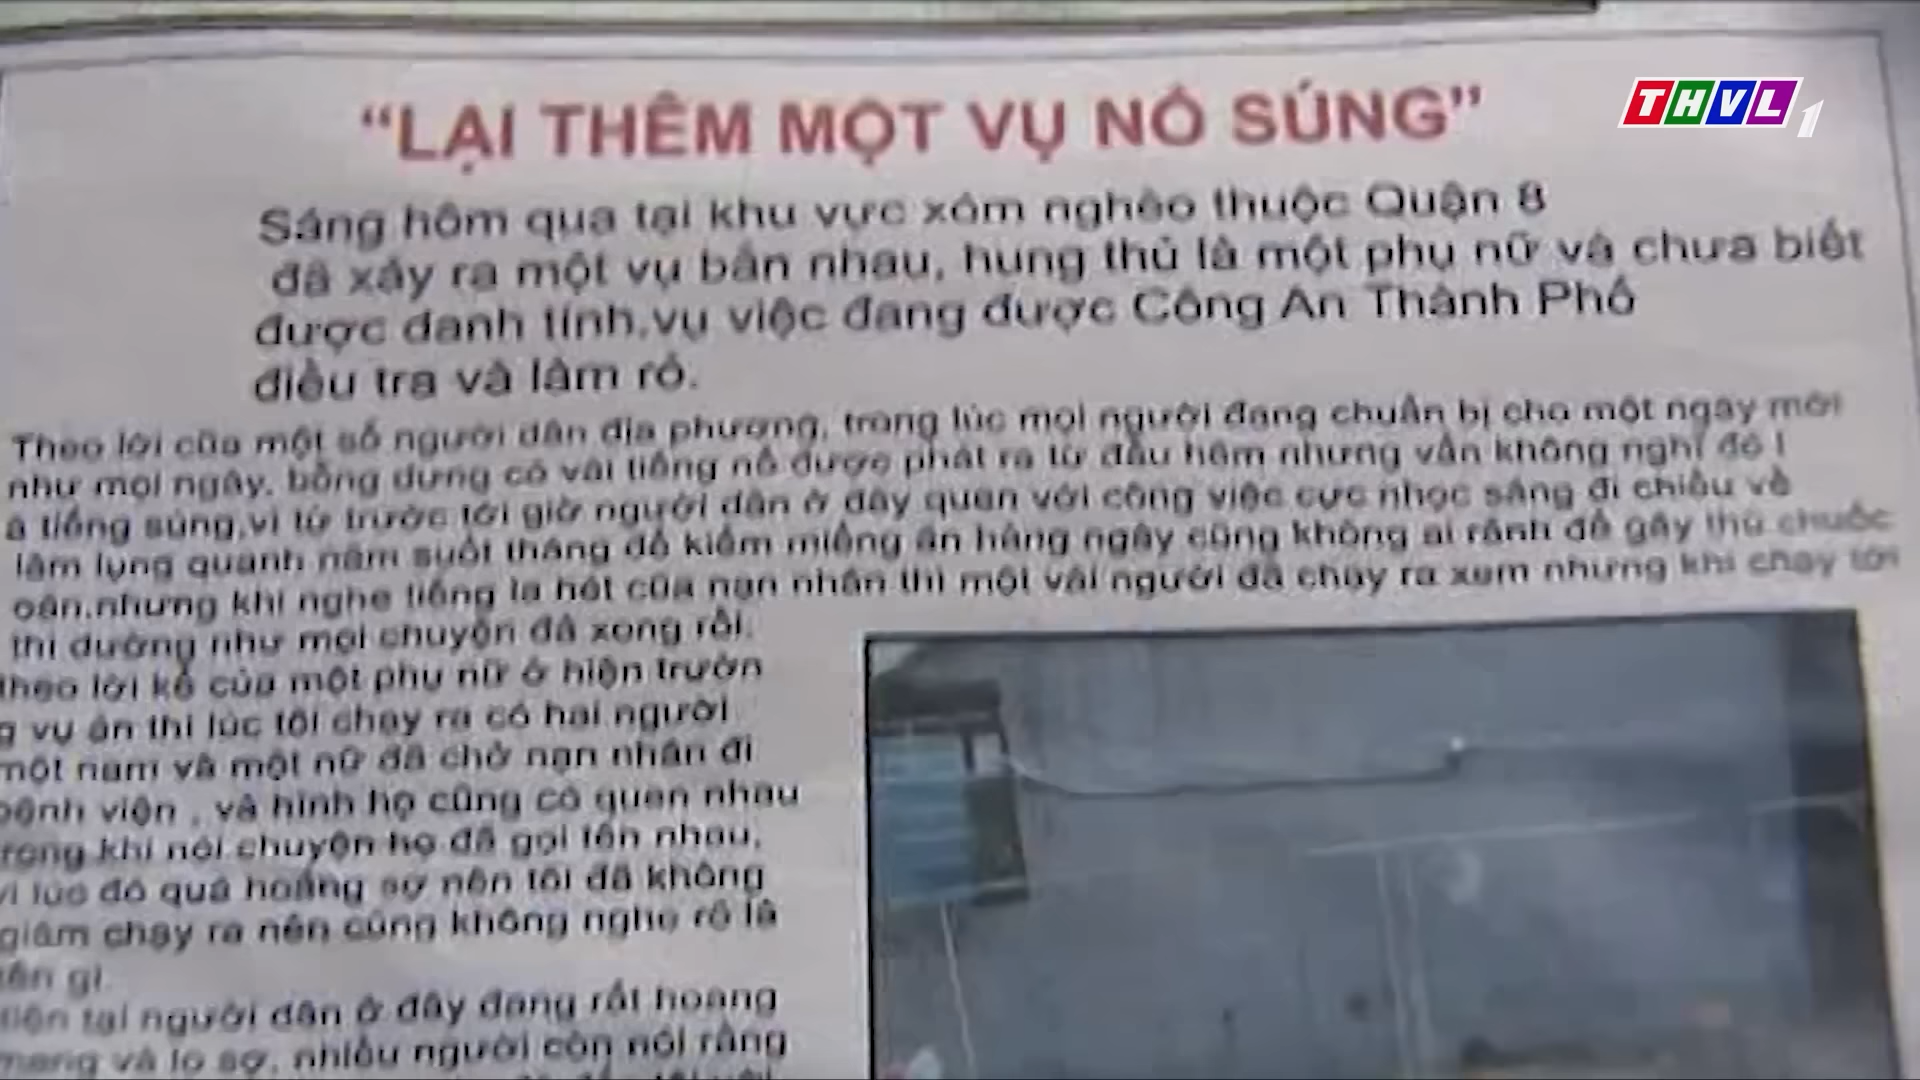 THVL 1
“LẠI THÊM MỘT VỤ NỔ SÚNG”
Sáng hôm qua tại khu vực xóm nghèo thuộc Quận 8
đã xảy ra một vụ bắn nhau, hung thủ là một phụ nữ và chưa biết
được danh tính,vụ việc đang được Công An Thành Phố
điều tra và làm rỏ.
Theo lời của một số người dân địa phương, trong lúc mọi người đang chuẩn bị cho một ngày mới
như mọi ngày, bổng dưng có vài tiếng nổ được phát ra từ đầu hẻm nhưng vẫn không nghỉ đó l
à tiếng súng,vì từ trước tới giờ người dân ở đây quen với công việc cực nhọc sáng đi chiều về
làm lụng quanh năm suốt tháng để kiếm miếng ăn hàng ngày cũng không ai rảnh để gây thù chuốc
oán.nhưng khi nghe tiếng la hét của nạn nhân thì một vài người đã chạy ra xem nhưng khi chạy tới
thì dường như mọi chuyện đã xong rồi.
theo lời kể của một phụ nữ ở hiện trườn
g vụ án thì lúc tôi chạy ra có hai người
một nam và một nữ đã chở nạn nhân đi
bệnh viện , và hình họ cũng có quen nhau
trong khi nói chuyện họ đã gọi tên nhau,
vì lúc đó quá hoảng sợ nên tôi đã không
giám chạy ra nên cũng không nghe rỏ là
tên gì.
Hiện tại người dân ở đây đang rất hoang
mang và lo sợ, nhiều người còn nói rằng